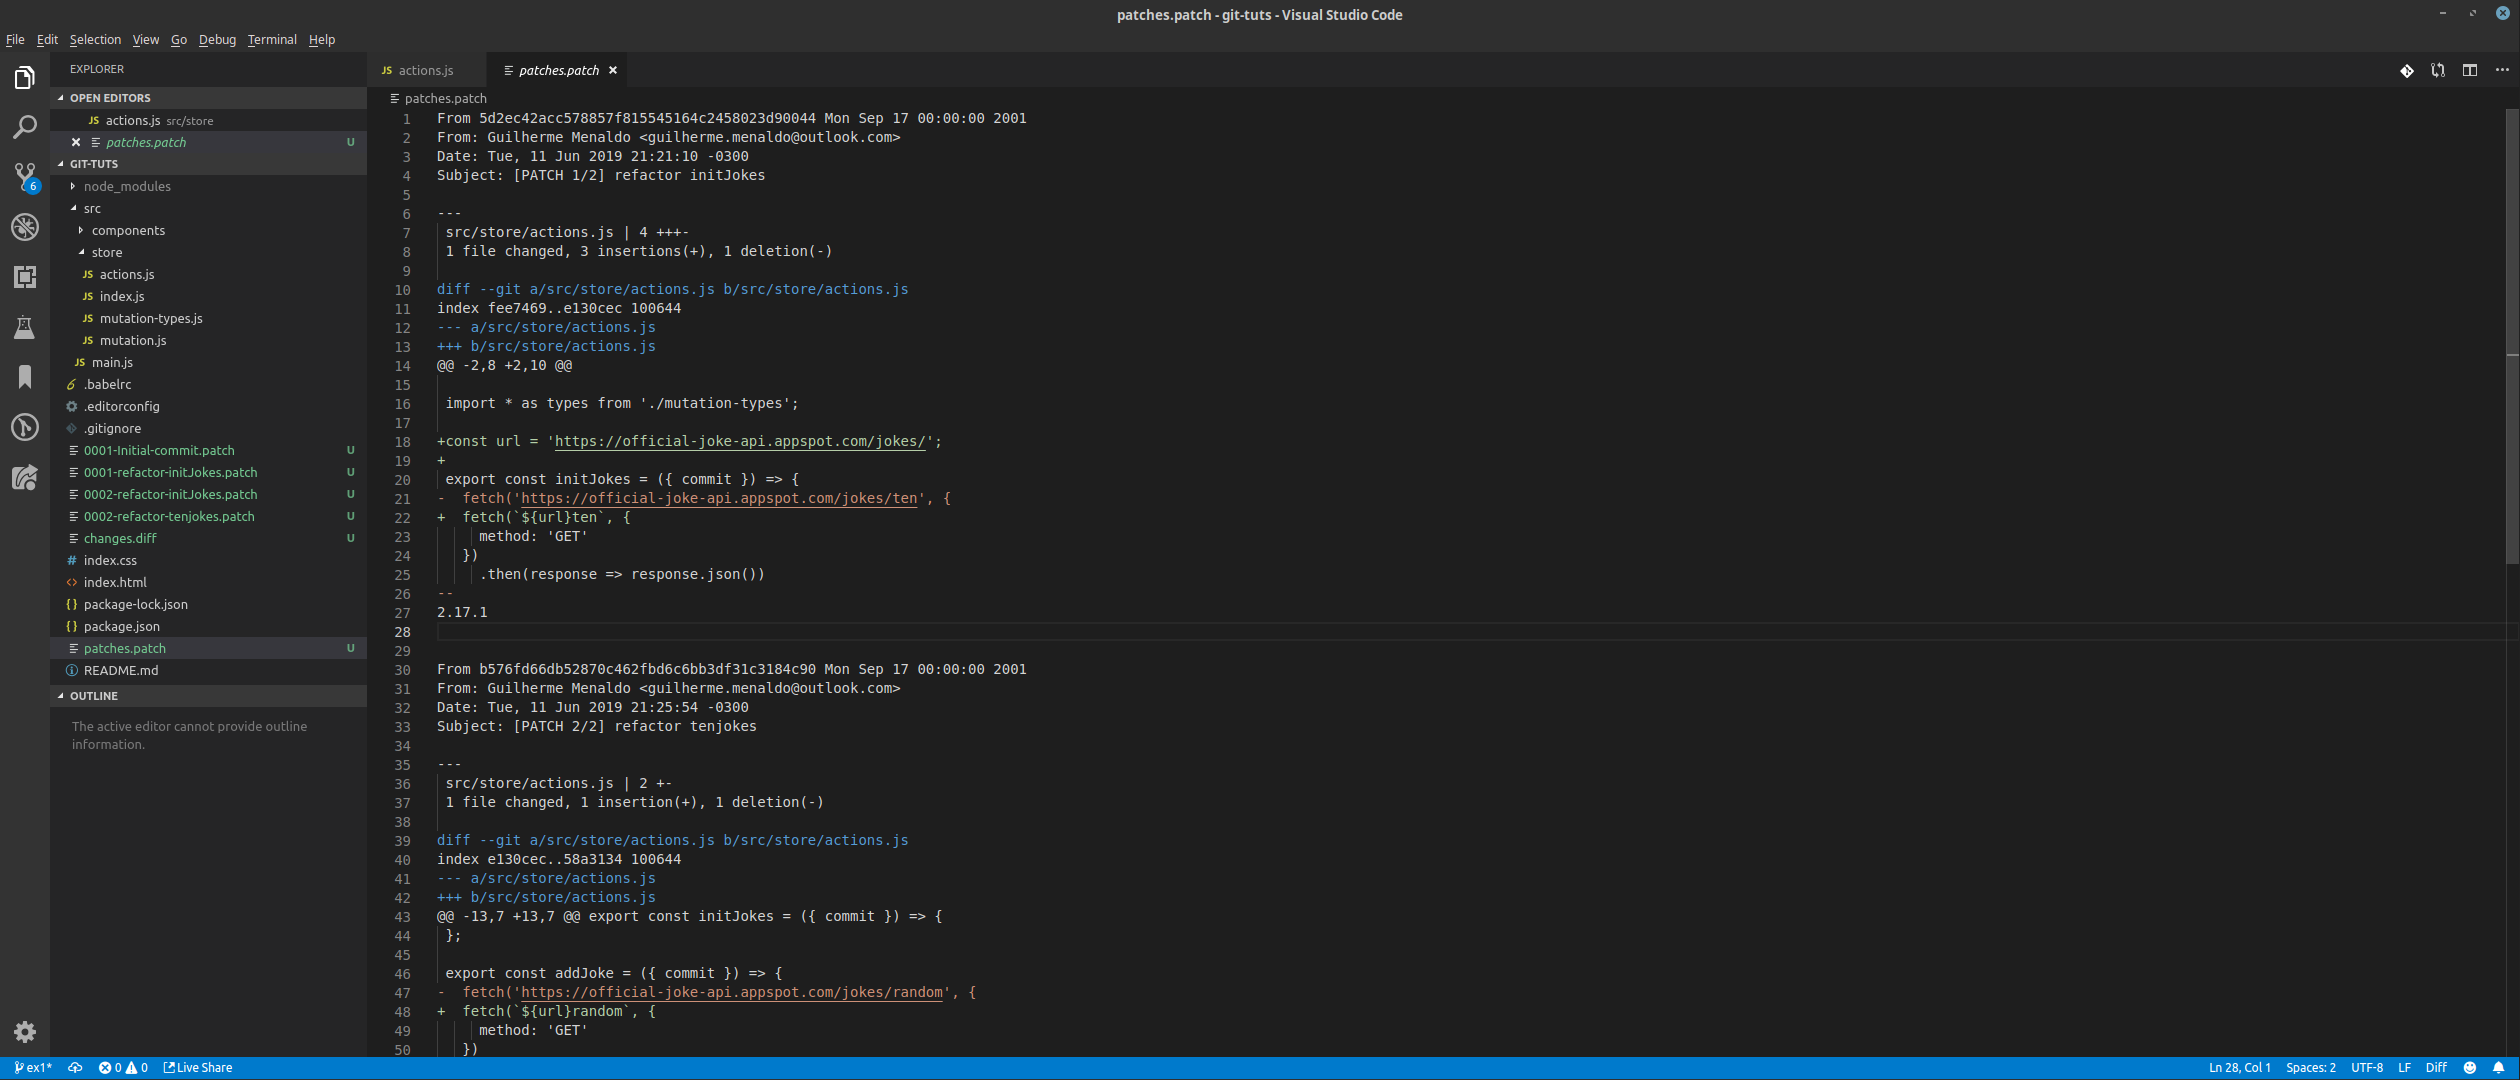 patches.patch - git-tuts - Visual Studio Code
File Edit Selection View Go Debug Terminal Help
EXPLORER
OPEN EDITORS
JS actions.js src/store
patches.patch U
GIT-TUTS
node_modules
src
components
store
JS actions.js
JS index.js
JS mutation-types.js
JS mutation.js
JS main.js
.babelrc
.editorconfig
.gitignore
0001-Initial-commit.patch U
0001-refactor-initJokes.patch U
0002-refactor-initJokes.patch U
0002-refactor-tenjokes.patch U
changes.diff U
# index.css
<> index.html
{} package-lock.json
{} package.json
patches.patch U
README.md
OUTLINE
The active editor cannot provide outline
information.
6
JS actions.js patches.patch
patches.patch
1 From 5d2ec42acc578857f815545164c2458023d90044 Mon Sep 17 00:00:00 2001
2 From: Guilherme Menaldo <guilherme.menaldo@outlook.com>
3 Date: Tue, 11 Jun 2019 21:21:10 -0300
4 Subject: [PATCH 1/2] refactor initJokes
5
6 ---
7 src/store/actions.js | 4 +++-
8 1 file changed, 3 insertions(+), 1 deletion(-)
9
10 diff --git a/src/store/actions.js b/src/store/actions.js
11 index fee7469..e130cec 100644
12 --- a/src/store/actions.js
13 +++ b/src/store/actions.js
14 @@ -2,8 +2,10 @@
15
16 import * as types from './mutation-types';
17
18 +const url = 'https://official-joke-api.appspot.com/jokes/';
19 +
20 export const initJokes = ({ commit }) => {
21 - fetch('https://official-joke-api.appspot.com/jokes/ten', {
22 + fetch(`${url}ten`, {
23 method: 'GET'
24 })
25 .then(response => response.json())
26 --
27 2.17.1
28
29
30 From b576fd66db52870c462fbd6c6bb3df31c3184c90 Mon Sep 17 00:00:00 2001
31 From: Guilherme Menaldo <guilherme.menaldo@outlook.com>
32 Date: Tue, 11 Jun 2019 21:25:54 -0300
33 Subject: [PATCH 2/2] refactor tenjokes
34
35 ---
36 src/store/actions.js | 2 +-
37 1 file changed, 1 insertion(+), 1 deletion(-)
38
39 diff --git a/src/store/actions.js b/src/store/actions.js
40 index e130cec..58a3134 100644
41 --- a/src/store/actions.js
42 +++ b/src/store/actions.js
43 @@ -13,7 +13,7 @@ export const initJokes = ({ commit }) => {
44 };
45
46 export const addJoke = ({ commit }) => {
47 - fetch('https://official-joke-api.appspot.com/jokes/random', {
48 + fetch(`${url}random`, {
49 method: 'GET'
50 })
ex1* 0 0 Live Share Ln 28, Col 1 Spaces: 2 UTF-8 LF Diff